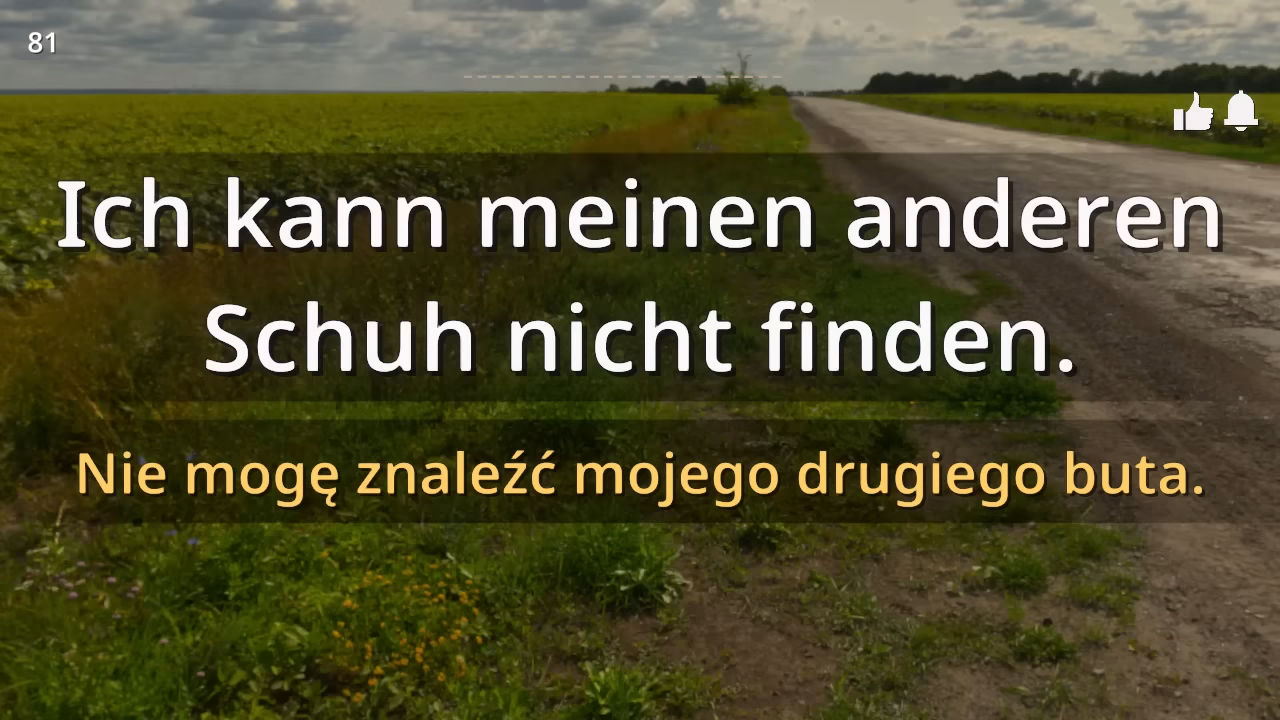 81
Ich kann meinen anderen
Schuh nicht finden.
Nie mogę znaleźć mojego drugiego buta.